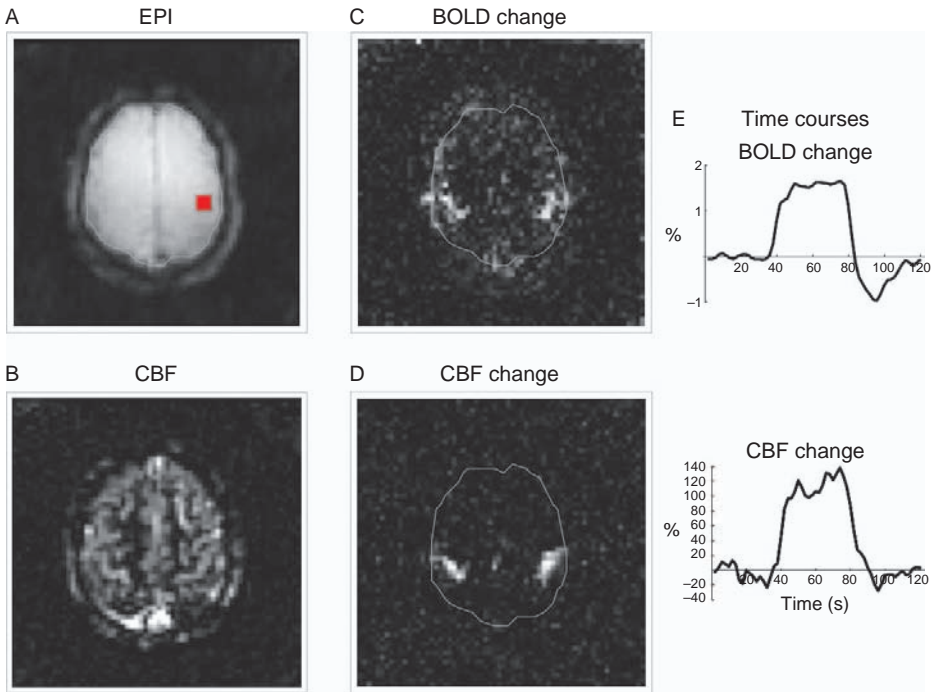 A
EPI
C
BOLD change
E
Time courses
BOLD change
2
1
%
20
40
60
80
100
120
–1
B
CBF
D
CBF change
CBF change
140
120
100
80
60
%
40
20
20
40
60
80
100
120
–20
–40
Time (s)